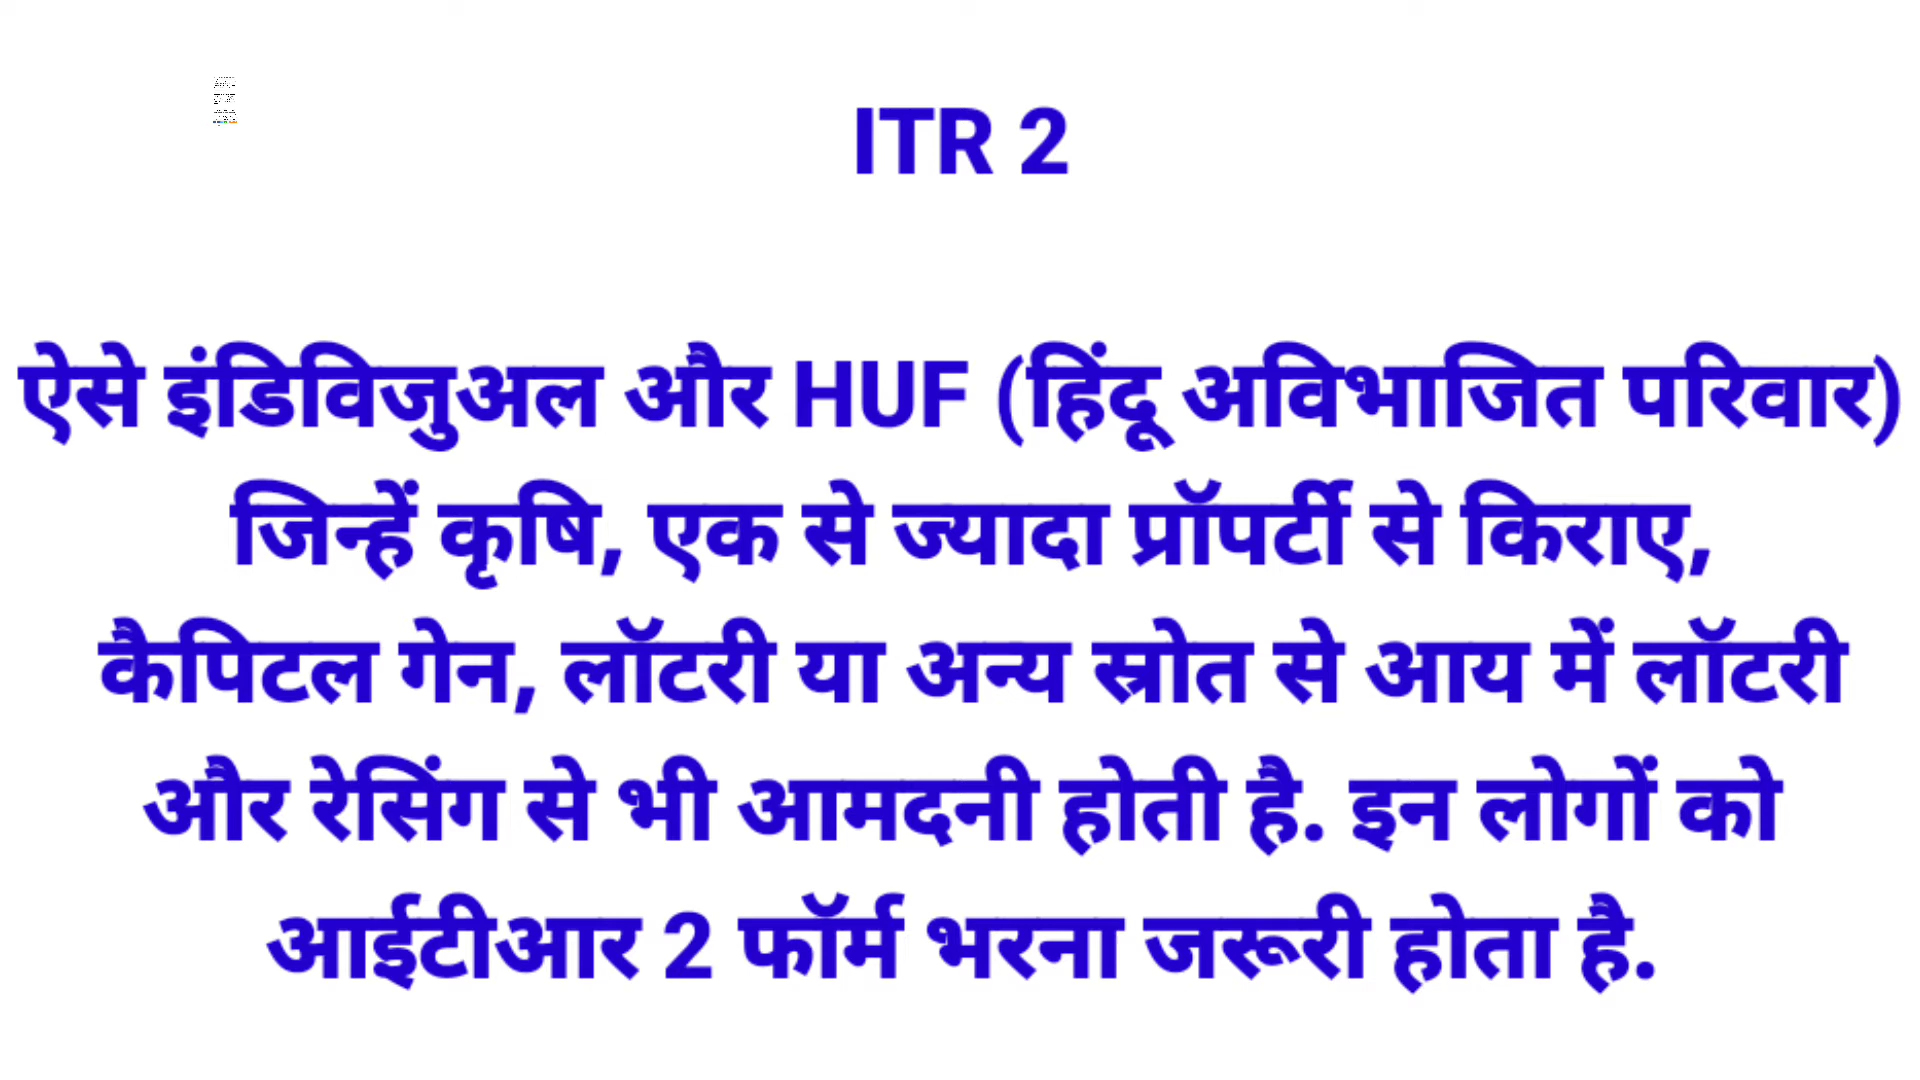 ITR 2
ऐसे इंडिविजुअल और HUF (हिंदू अविभाजित परिवार)
जिन्हें कृषि, एक से ज्यादा प्रॉपर्टी से किराए,
कैपिटल गेन, लॉटरी या अन्य स्रोत से आय में लॉटरी
और रेसिंग से भी आमदनी होती है. इन लोगों को
आईटीआर 2 फॉर्म भरना जरूरी होता है.